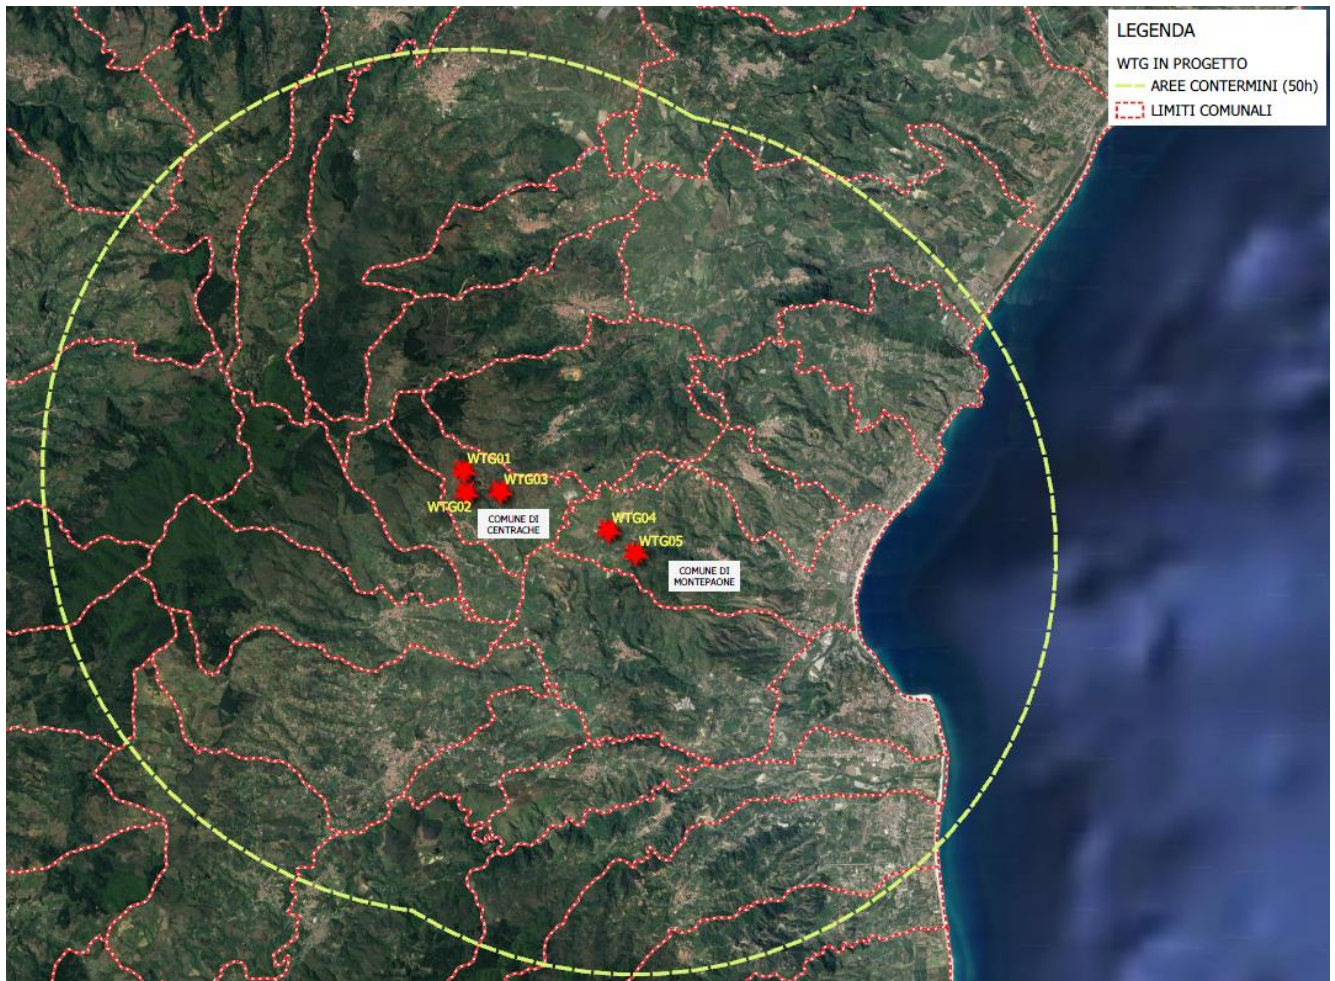 LEGENDA
WTG IN PROGETTO
AREE CONTERMINI (50h)
LIMITI COMUNALI
WTG01
WTG03
WTG02
COMUNE DI
CENTRACHE
WTG04
WTG05
COMUNE DI
MONTEPAONE